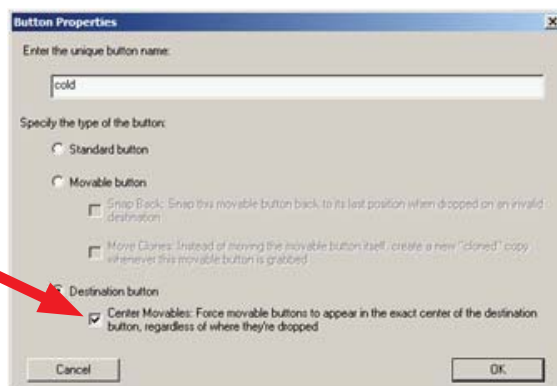 Button Properties
Enter the unique button name:
cold
Specify the type of the button:
Standard button
Movable button
Snap Back: Snap this movable button back to its last position when dropped on an invalid
destination
Move Clones: Instead of moving the movable button itself, create a new "cloned" copy
whenever this movable button is grabbed
Destination button
Center Movables: Force movable buttons to appear in the exact center of the destination
button, regardless of where they're dropped
Cancel
OK